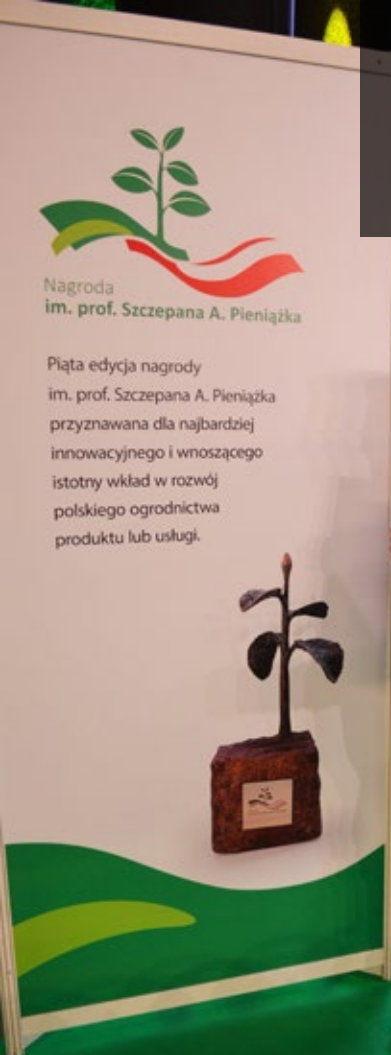 Nagroda
im. prof. Szczepana A. Pieniążka
Piąta edycja nagrody
im. prof. Szczepana A. Pieniążka
przyznawana dla najbardziej
innowacyjnego i wnoszącego
istotny wkład w rozwój
polskiego ogrodnictwa
produktu lub usługi.